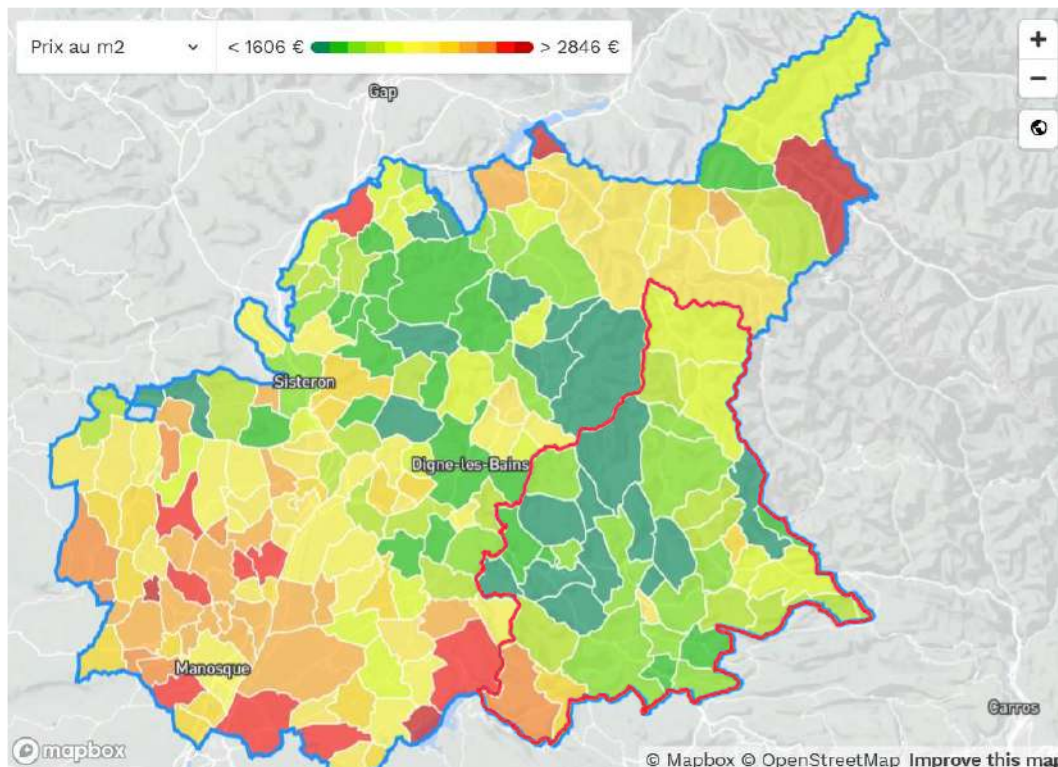 Prix au m2
< 1606 €
> 2846 €
Gap
Sisteron
Digne-les-Bains
Manosque
Carros
mapbox
© Mapbox © OpenStreetMap Improve this map